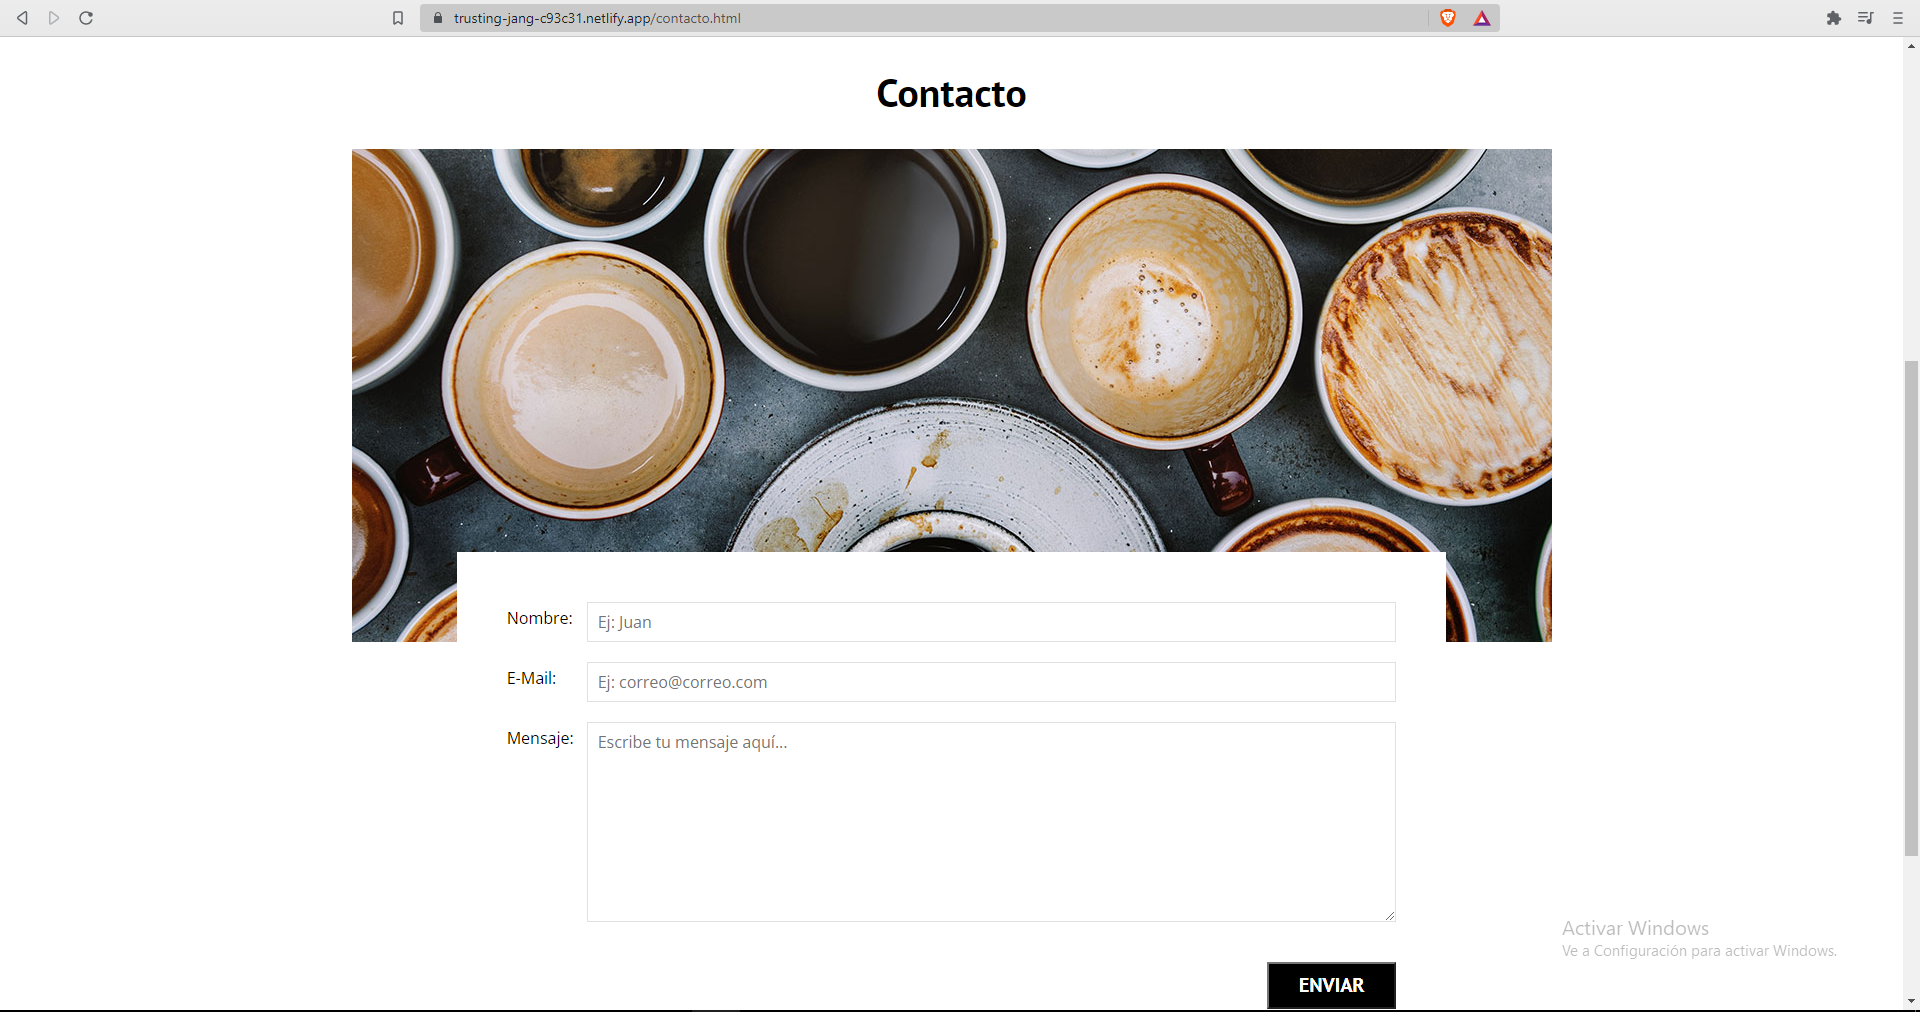 trusting-jang-c93c31.netlify.app/contacto.html
Contacto
Nombre:
Ej: Juan
E-Mail:
Ej: correo@correo.com
Mensaje:
Escribe tu mensaje aquí...
ENVIAR
Activar Windows
Ve a Configuración para activar Windows.